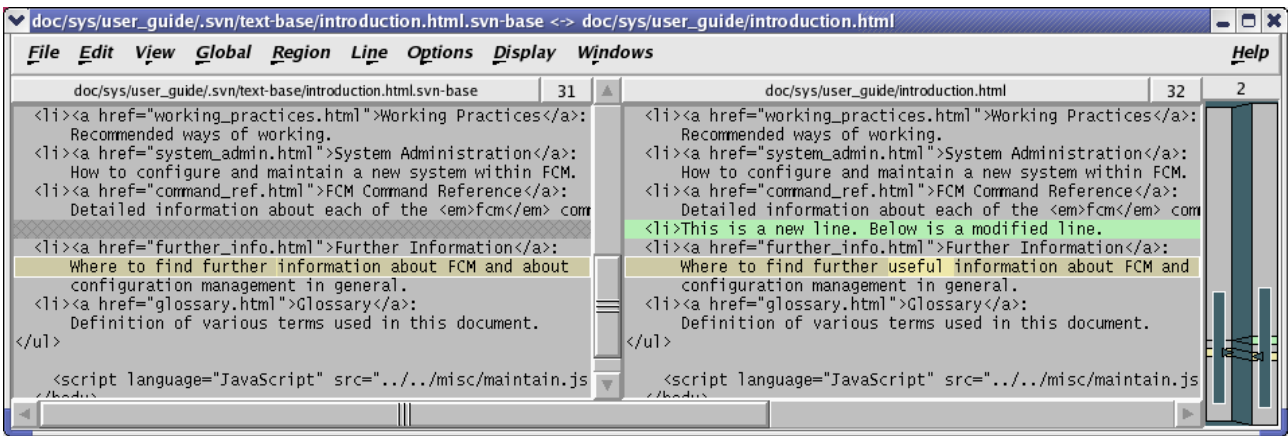 doc/sys/user_guide/.svn/text-base/introduction.html.svn-base <-> doc/sys/user_guide/introduction.html
File Edit View Global Region Line Options Display Windows Help
doc/sys/user_guide/.svn/text-base/introduction.html.svn-base 31
<li><a href="working_practices.html">Working Practices</a>:
Recommended ways of working.
<li><a href="system_admin.html">System Administration</a>:
How to configure and maintain a new system within FCM.
<li><a href="command_ref.html">FCM Command Reference</a>:
Detailed information about each of the <em>fcm</em> com
<li><a href="further_info.html">Further Information</a>:
Where to find further information about FCM and about
configuration management in general.
<li><a href="glossary.html">Glossary</a>:
Definition of various terms used in this document.
</ul>
<script language="JavaScript" src="../../misc/maintain.js
</body>
doc/sys/user_guide/introduction.html 32
<li><a href="working_practices.html">Working Practices</a>:
Recommended ways of working.
<li><a href="system_admin.html">System Administration</a>:
How to configure and maintain a new system within FCM.
<li><a href="command_ref.html">FCM Command Reference</a>:
Detailed information about each of the <em>fcm</em> com
<li>This is a new line. Below is a modified line.
<li><a href="further_info.html">Further Information</a>:
Where to find further useful information about FCM and
configuration management in general.
<li><a href="glossary.html">Glossary</a>:
Definition of various terms used in this document.
</ul>
<script language="JavaScript" src="../../misc/maintain.js
</body>
2